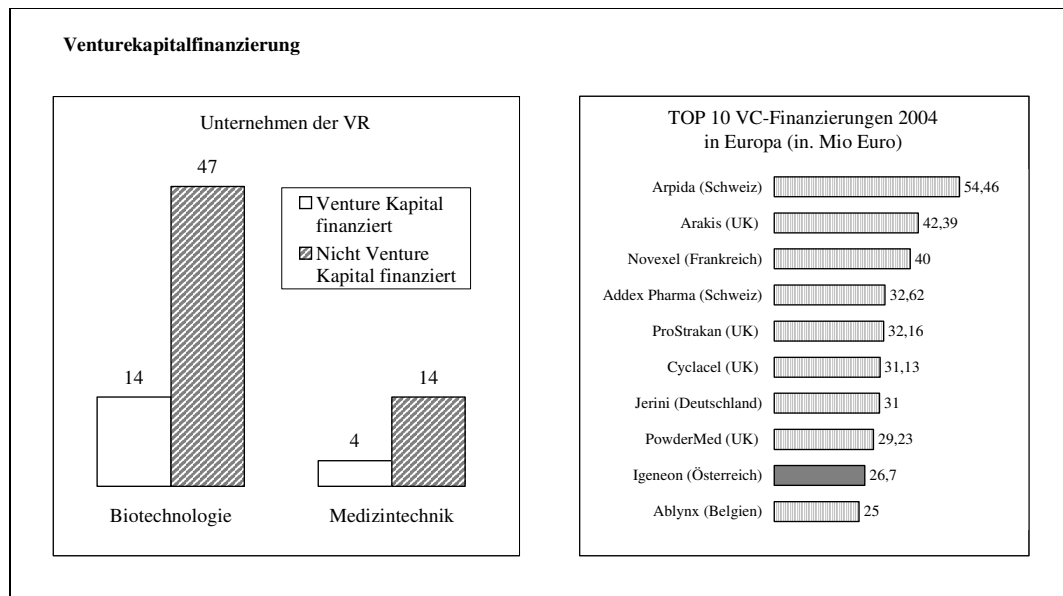 Venturekapitalfinanzierung
Unternehmen der VR
47
Venture Kapital
finanziert
Nicht Venture
Kapital finanziert
14
14
4
Biotechnologie
Medizintechnik
TOP 10 VC-Finanzierungen 2004
in Europa (in. Mio Euro)
Arpida (Schweiz) 54,46
Arakis (UK) 42,39
Novexel (Frankreich) 40
Addex Pharma (Schweiz) 32,62
ProStrakan (UK) 32,16
Cyclacel (UK) 31,13
Jerini (Deutschland) 31
PowderMed (UK) 29,23
Igeneon (Österreich) 26,7
Ablynx (Belgien) 25